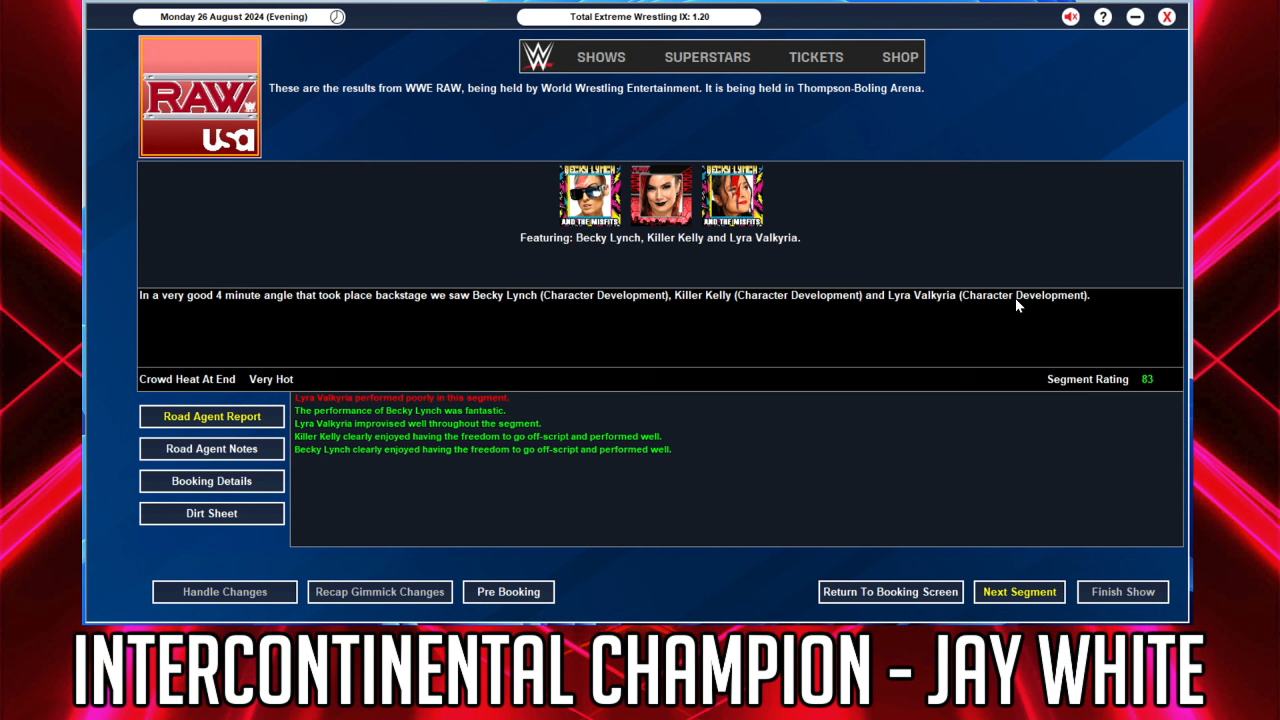 Monday 26 August 2024 (Evening)
Total Extreme Wrestling IX: 1.20
?
X
RAW
W
usa
W
SHOWS
SUPERSTARS
TICKETS
SHOP
These are the results from WWE RAW, being held by World Wrestling Entertainment. It is being held in Thompson-Boling Arena.
BECKY LYNCH
AND THE MISFITS
BECKY LYNCH
AND THE MISFITS
Featuring: Becky Lynch, Killer Kelly and Lyra Valkyria.
In a very good 4 minute angle that took place backstage we saw Becky Lynch (Character Development), Killer Kelly (Character Development) and Lyra Valkyria (Character Development).
Crowd Heat At End Very Hot
Segment Rating 83
Road Agent Report
Road Agent Notes
Booking Details
Dirt Sheet
Lyra Valkyria performed poorly in this segment.
The performance of Becky Lynch was fantastic.
Lyra Valkyria improvised well throughout the segment.
Killer Kelly clearly enjoyed having the freedom to go off-script and performed well.
Becky Lynch clearly enjoyed having the freedom to go off-script and performed well.
Handle Changes
Recap Gimmick Changes
Pre Booking
Return To Booking Screen
Next Segment
Finish Show
INTERCONTINENTAL CHAMPION - JAY WHITE